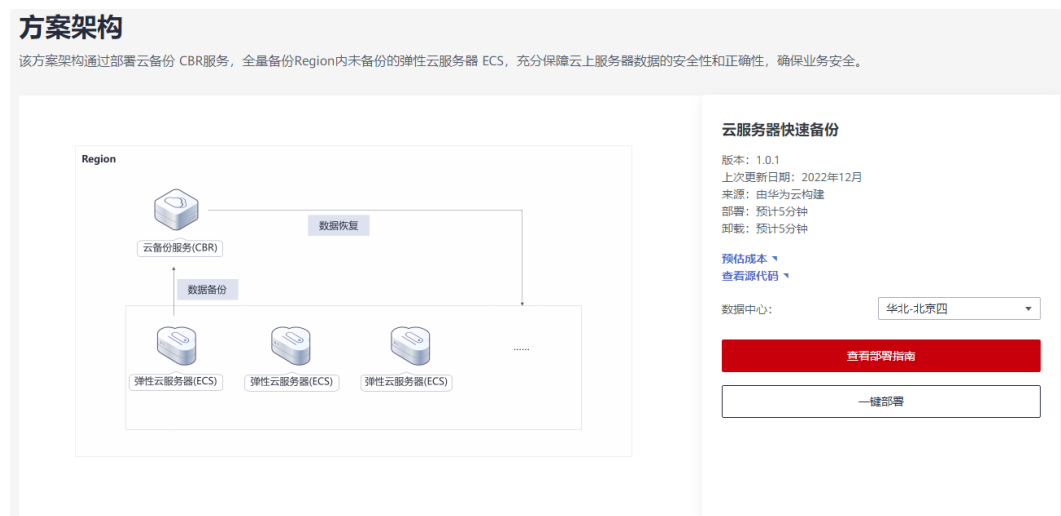 方案架构
该方案架构通过部署云备份 CBR服务，全量备份Region内未备份的弹性云服务器 ECS，充分保障云上服务器数据的安全性和正确性，确保业务安全。
Region
云备份服务(CBR)
数据恢复
数据备份
弹性云服务器(ECS)
弹性云服务器(ECS)
弹性云服务器(ECS)
......
云服务器快速备份
版本：1.0.1
上次更新日期：2022年12月
来源：由华为云构建
部署：预计5分钟
卸载：预计5分钟
预估成本
查看源代码
数据中心：
华北-北京四
查看部署指南
一键部署